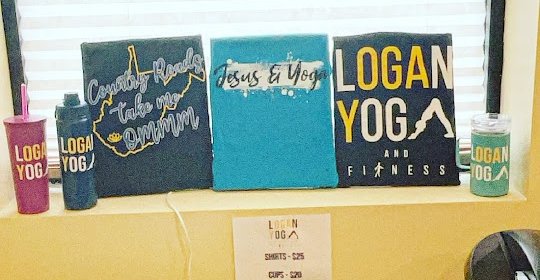 Country Roads
Take me
OMMM
Jesus & Yoga
LOGAN
YOGA
AND
FITNESS
LOGAN
YOGA
LOGAN
YOGA
LOGAN
YOGA
LOGAN
YOGA
SHIRTS - $25
CUPS - $20